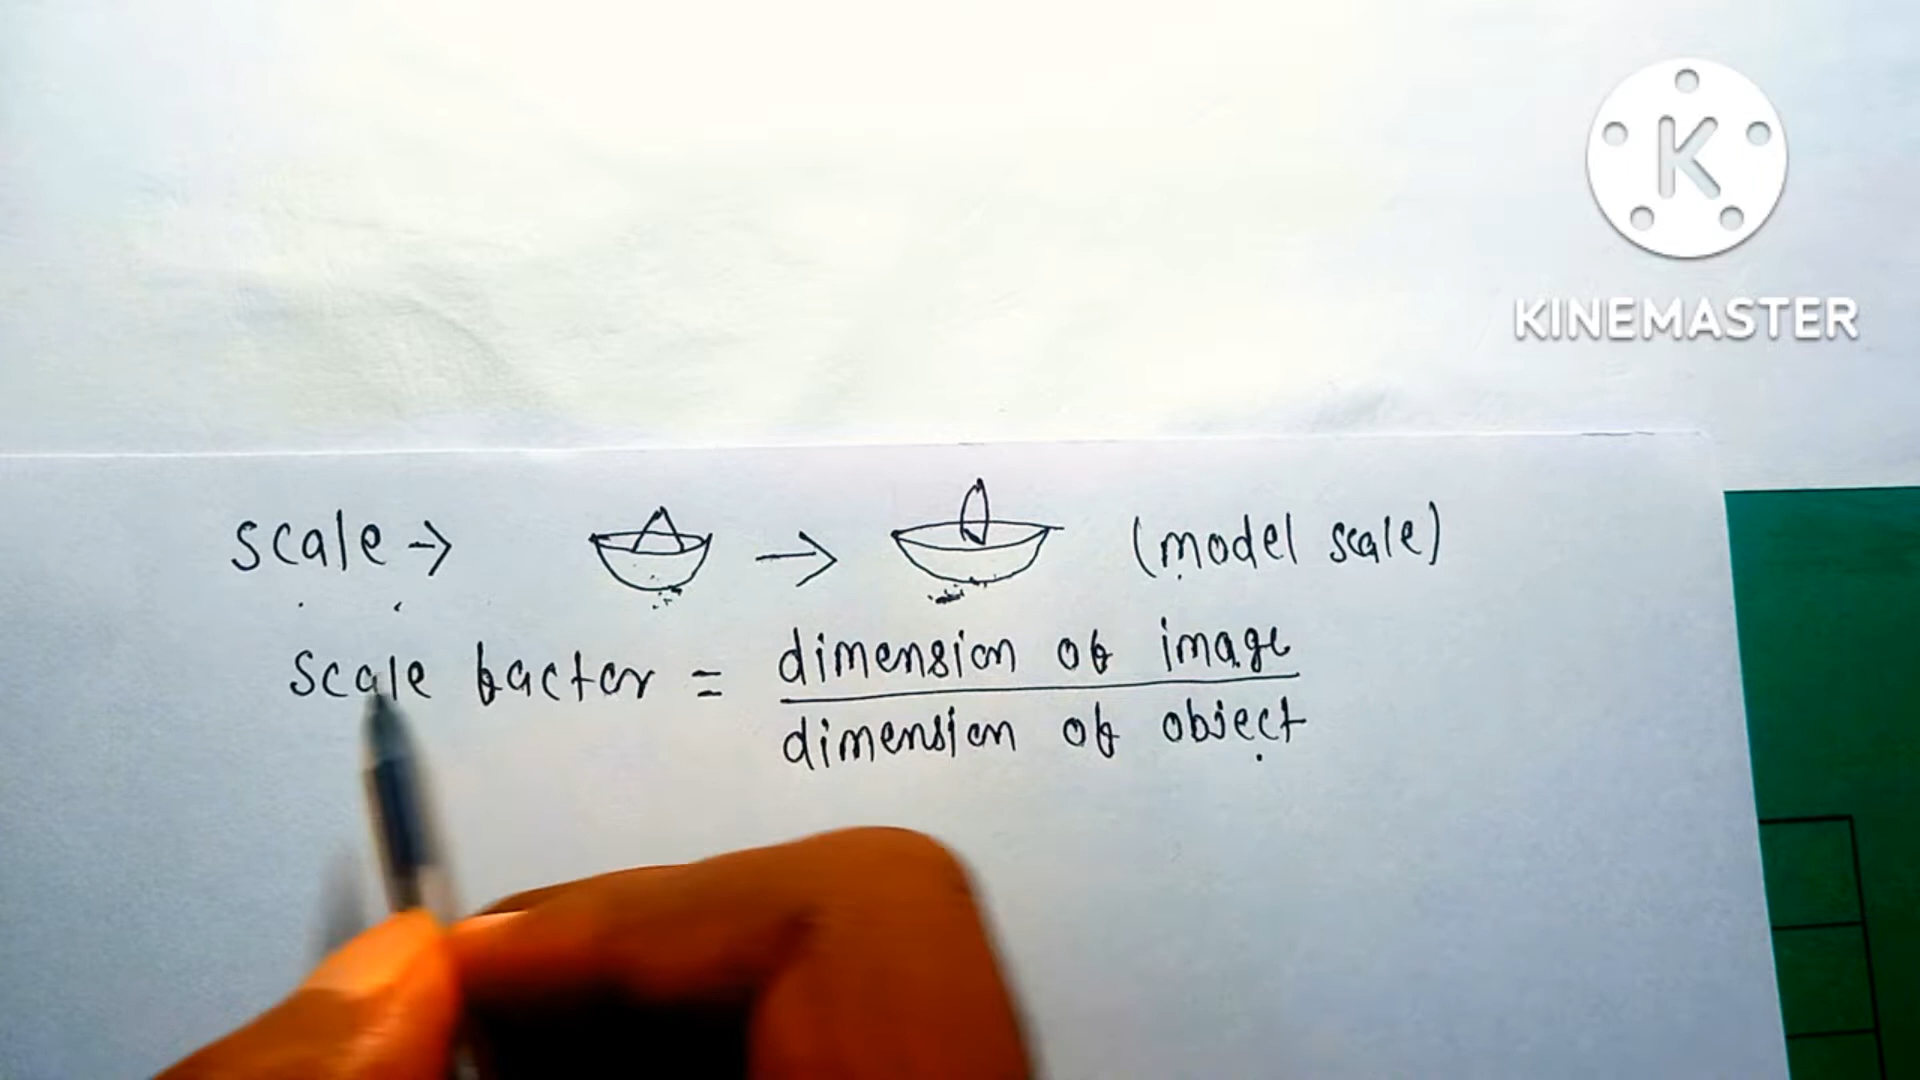 K
KINEMASTER
scale → → (model scale)
scale factor = dimension of image
dimension of object